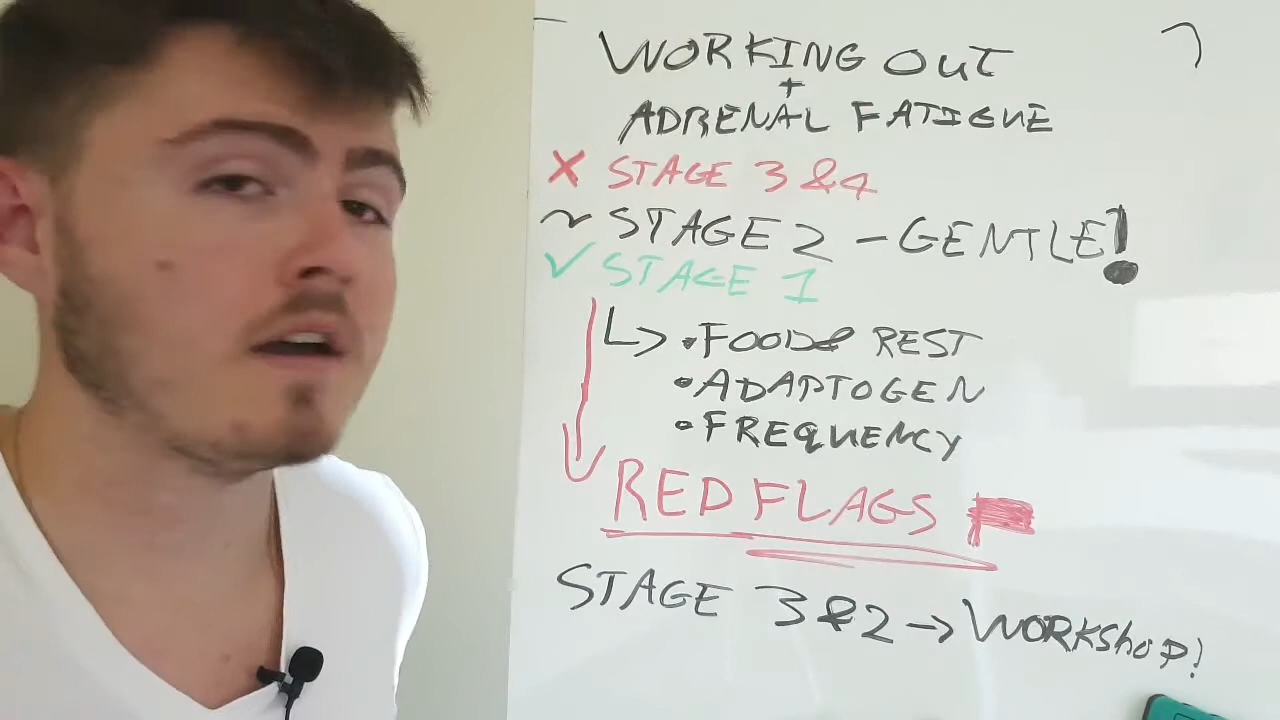 WORKING OUT
+
ADRENAL FATIGUE
X STAGE 3 & 4
~ STAGE 2 - GENTLE!
✓ STAGE 1
↳ • FOOD & REST
• ADAPTOGEN
• FREQUENCY
RED FLAGS
STAGE 3 & 2 → WORKSHOP!